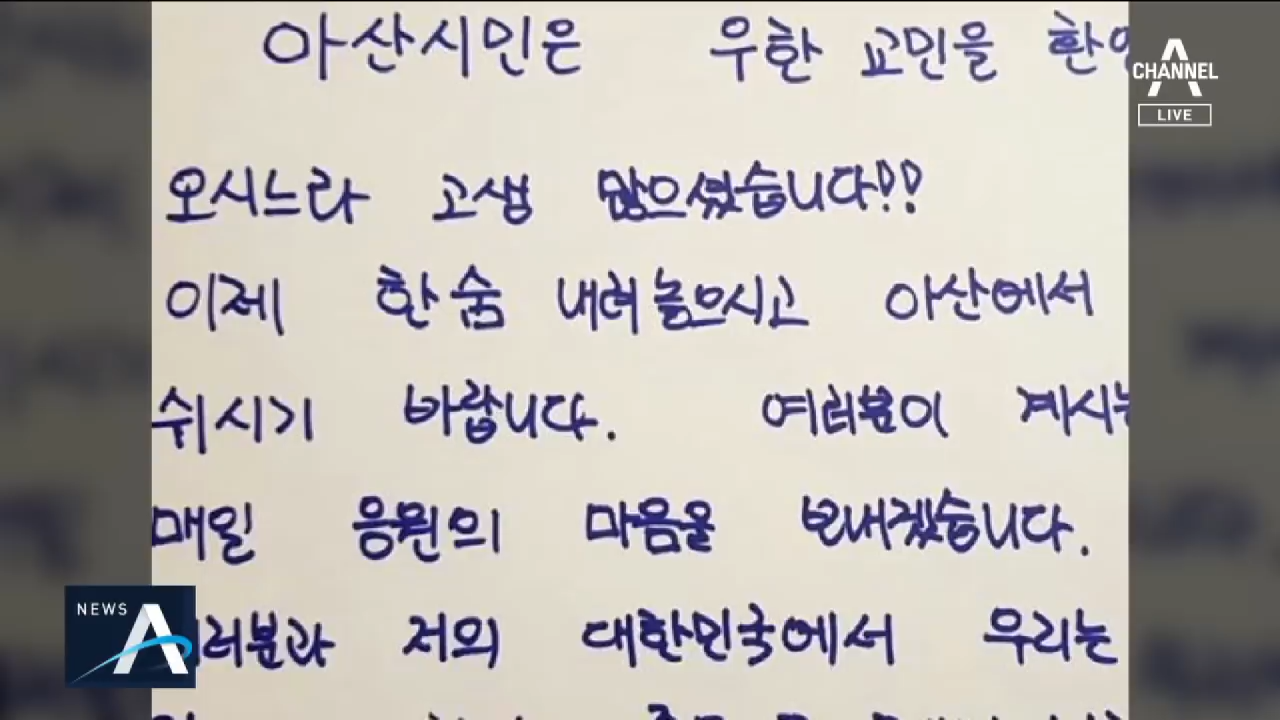 아산시민은 우한 교민을
CHANNEL A
LIVE
오시느라 고생 많으셨습니다!!
이제 한숨 내려 놓으시고 아산에서
쉬시기 바랍니다. 여러분이
매일 응원의 마음을 보내겠습니다.
NEWS A
저의 대한민국에서 우리는